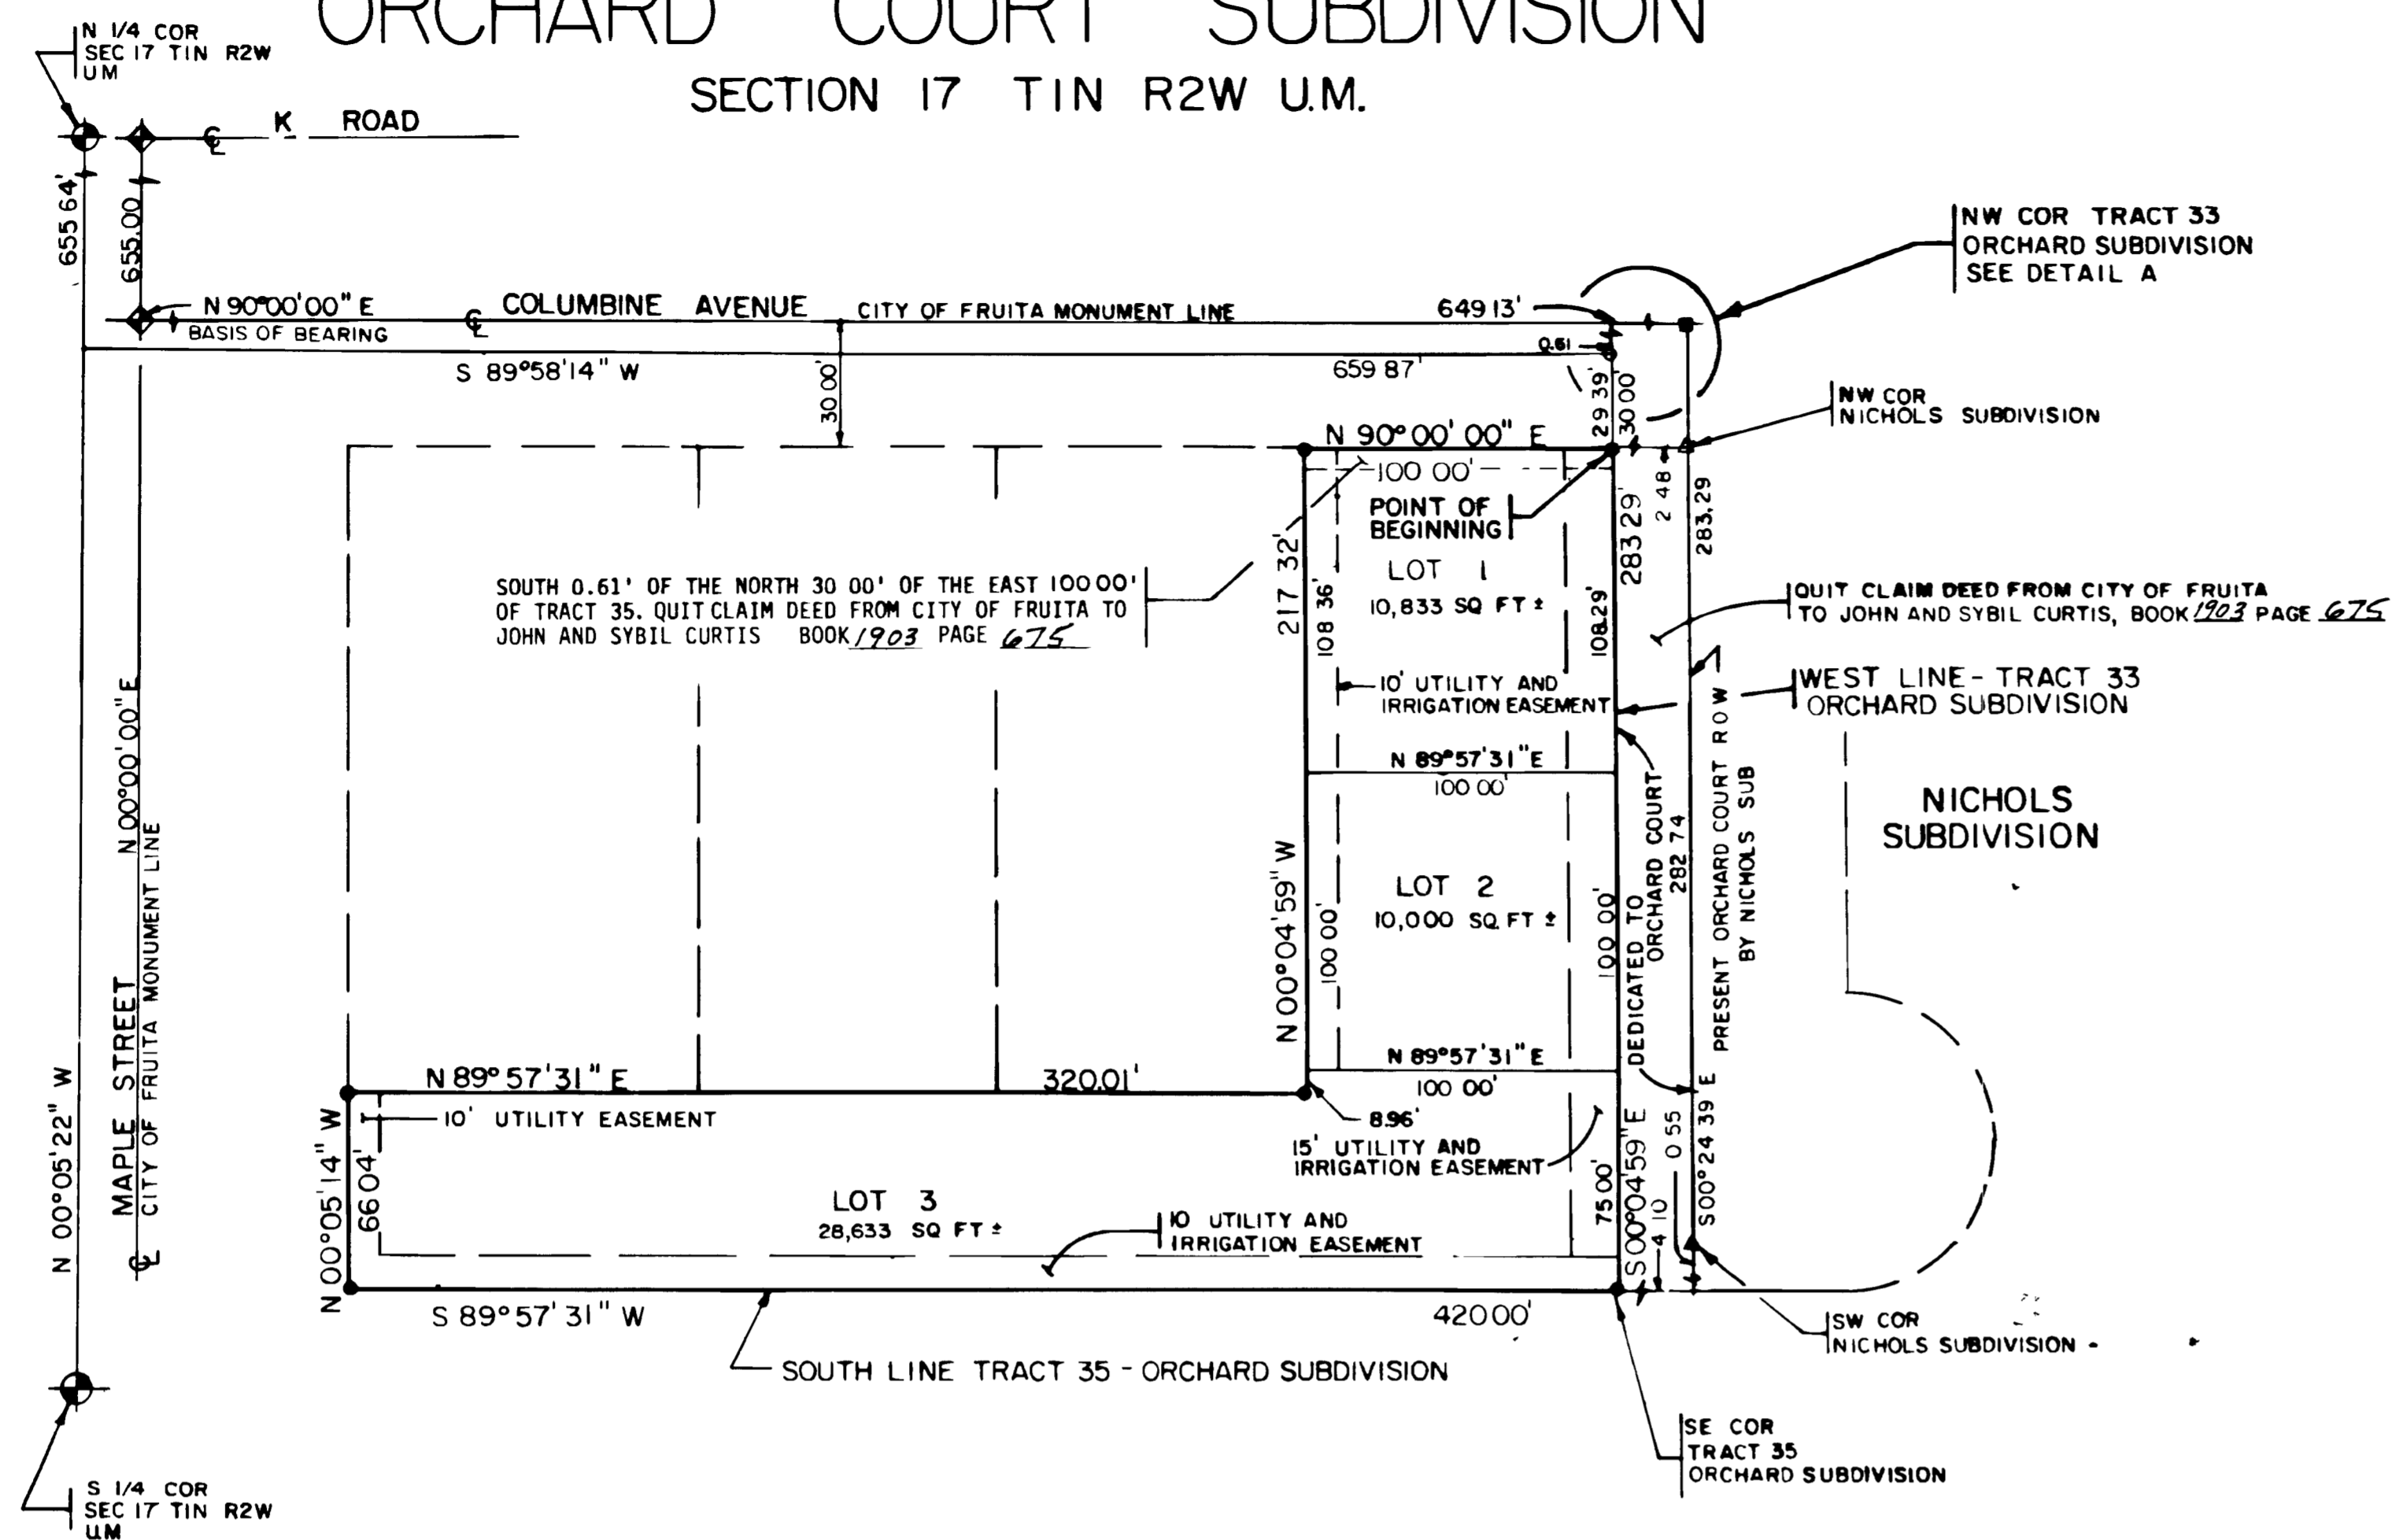 ORCHARD COURT SUBDIVISION
SECTION 17 T1N R2W U.M.
N 1/4 COR
SEC 17 T1N R2W
UM
K ROAD
655 64'
655.00
NW COR TRACT 33
ORCHARD SUBDIVISION
SEE DETAIL A
N 90°00'00" E
BASIS OF BEARING
COLUMBINE AVENUE
CITY OF FRUITA MONUMENT LINE
649 13'
0.61
S 89°58'14" W
659 87'
30 00'
29 39'
30 00
NW COR
NICHOLS SUBDIVISION
N 90°00'00" E
100 00'
POINT OF
BEGINNING
283 29'
2 48
283.29
217 32'
LOT 1
10,833 SQ FT ±
108 36'
108.29'
SOUTH 0.61' OF THE NORTH 30 00' OF THE EAST 100 00'
OF TRACT 35. QUIT CLAIM DEED FROM CITY OF FRUITA TO
JOHN AND SYBIL CURTIS BOOK 1903 PAGE 675
QUIT CLAIM DEED FROM CITY OF FRUITA
TO JOHN AND SYBIL CURTIS, BOOK 1903 PAGE 675
10' UTILITY AND
IRRIGATION EASEMENT
WEST LINE - TRACT 33
ORCHARD SUBDIVISION
N 89°57'31" E
100 00'
NICHOLS
SUBDIVISION
N 00°00'00" E
MAPLE STREET
CITY OF FRUITA MONUMENT LINE
N 00°05'22" W
N 00°04'59" W
100 00'
LOT 2
10,000 SQ. FT ±
100 00'
DEDICATED TO
ORCHARD COURT
282 74
PRESENT ORCHARD COURT ROW
BY NICHOLS SUB
N 89°57'31" E
100 00'
N 89°57'31" E
320.01'
10' UTILITY EASEMENT
8.96'
15' UTILITY AND
IRRIGATION EASEMENT
N 00°05'14" W
66 04'
LOT 3
28,633 SQ FT ±
10 UTILITY AND
IRRIGATION EASEMENT
75 00'
S 00°04'59" E
4 10
0 55
S 00°24 39 E
S 89°57'31" W
420 00'
SW COR
NICHOLS SUBDIVISION
SOUTH LINE TRACT 35 - ORCHARD SUBDIVISION
SE COR
TRACT 35
ORCHARD SUBDIVISION
S 1/4 COR
SEC 17 T1N R2W
UM